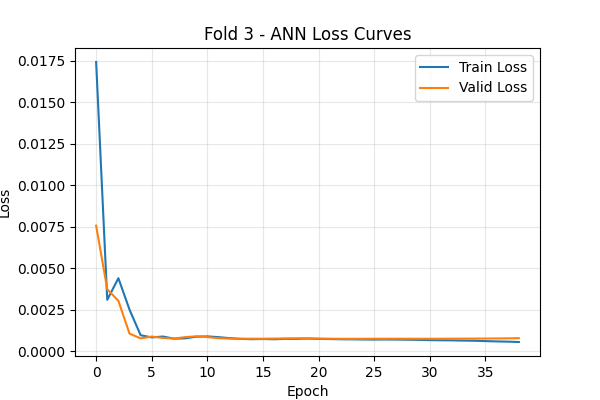 Fold 3 - ANN Loss Curves
Train Loss
Valid Loss
0.0175
0.0150
0.0125
0.0100
0.0075
0.0050
0.0025
0.0000
Loss
0 5 10 15 20 25 30 35
Epoch